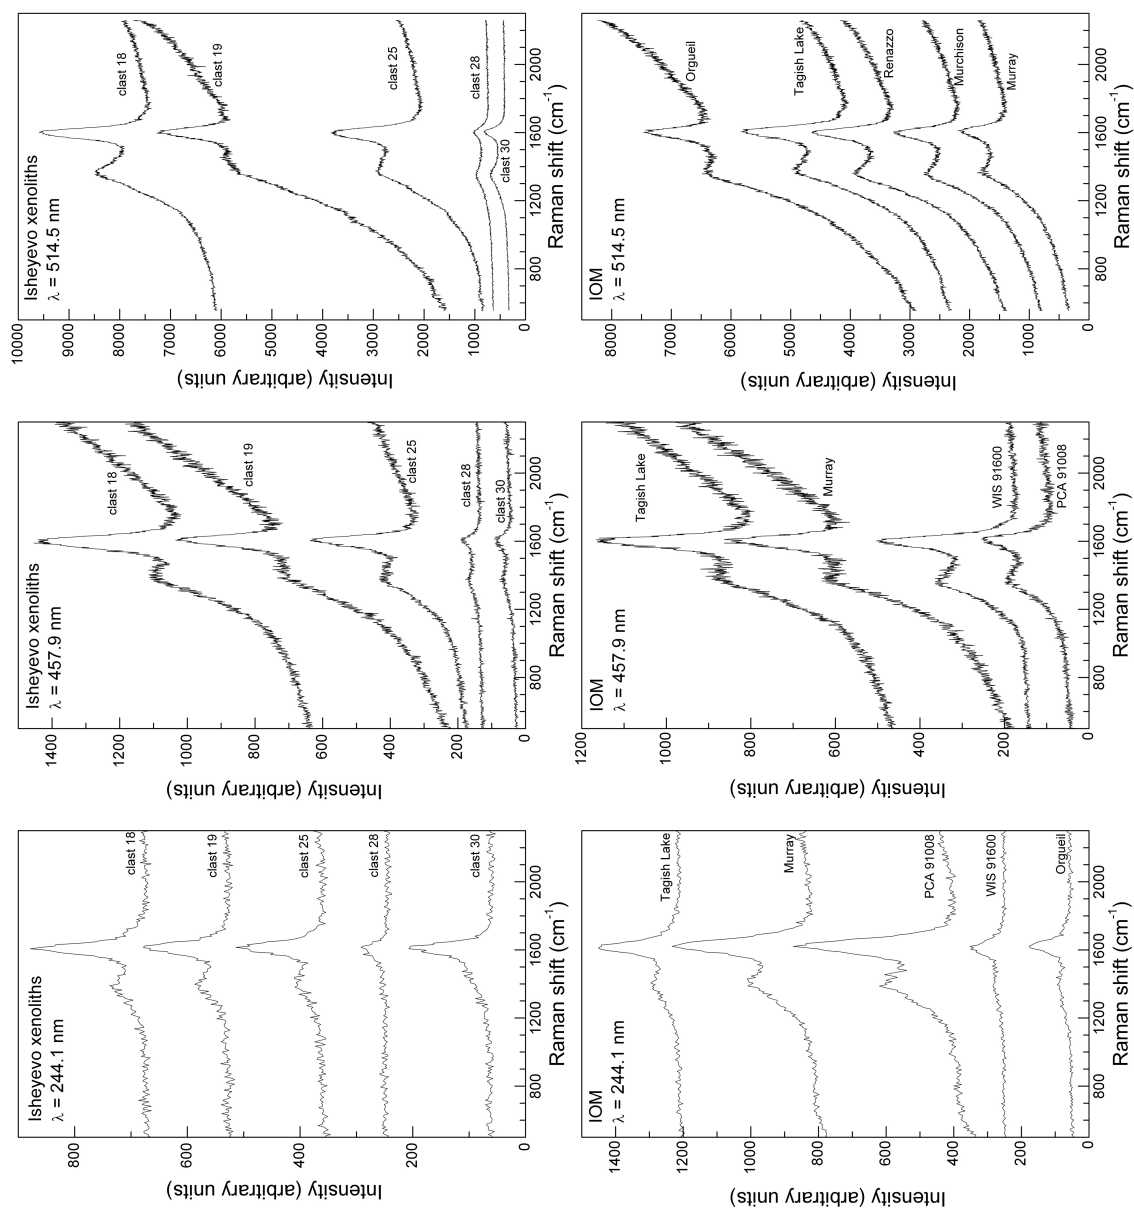 Isheyevo xenoliths
λ = 244.1 nm
clast 18
clast 19
clast 25
clast 28
clast 30
800
600
400
200
0
Intensity (arbitrary units)
800
1200
1600
2000
Raman shift (cm⁻¹)
Isheyevo xenoliths
λ = 457.9 nm
clast 18
clast 19
clast 25
clast 28
clast 30
1400
1200
1000
800
600
400
200
0
Intensity (arbitrary units)
800
1200
1600
2000
Raman shift (cm⁻¹)
Isheyevo xenoliths
λ = 514.5 nm
clast 18
clast 19
clast 25
clast 28
clast 30
10000
9000
8000
7000
6000
5000
4000
3000
2000
1000
0
Intensity (arbitrary units)
800
1200
1600
2000
Raman shift (cm⁻¹)
IOM
λ = 244.1 nm
Tagish Lake
Murray
PCA 91008
WIS 91600
Orgueil
1400
1200
1000
800
600
400
200
0
Intensity (arbitrary units)
800
1200
1600
2000
Raman shift (cm⁻¹)
IOM
λ = 457.9 nm
Tagish Lake
Murray
WIS 91600
PCA 91008
1200
1000
800
600
400
200
0
Intensity (arbitrary units)
800
1200
1600
2000
Raman shift (cm⁻¹)
IOM
λ = 514.5 nm
Orgueil
Tagish Lake
Renazzo
Murchison
Murray
8000
7000
6000
5000
4000
3000
2000
1000
0
Intensity (arbitrary units)
800
1200
1600
2000
Raman shift (cm⁻¹)